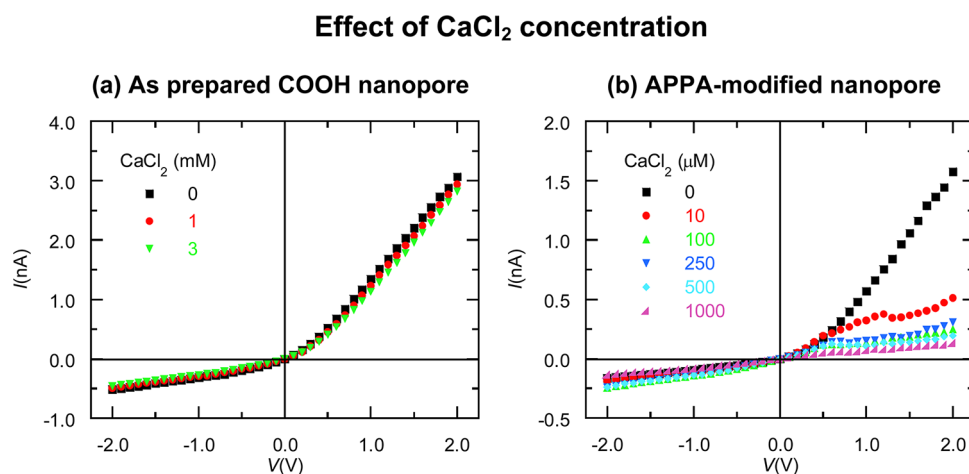 Effect of CaCl₂ concentration
(a) As prepared COOH nanopore
4.0
3.0
2.0
1.0
0.0
-1.0
I(nA)
CaCl₂ (mM)
0
1
3
-2.0 -1.0 0.0 1.0 2.0
V(V)
(b) APPA-modified nanopore
2.0
1.5
1.0
0.5
0.0
-0.5
I(nA)
CaCl₂ (μM)
0
10
100
250
500
1000
-2.0 -1.0 0.0 1.0 2.0
V(V)